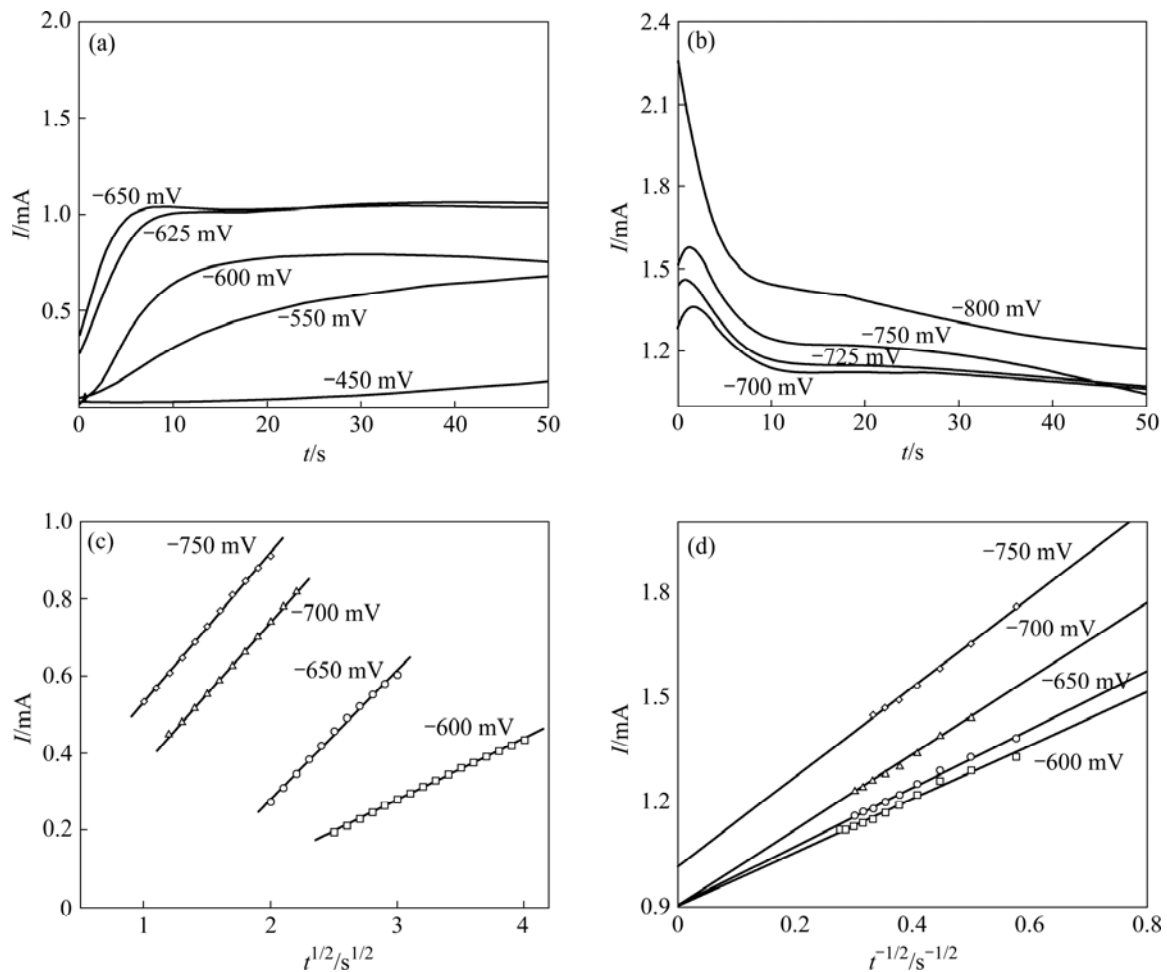 (a)
2.0
1.5
1.0
0.5
0
10
20
30
40
50
I/mA
t/s
−650 mV
−625 mV
−600 mV
−550 mV
−450 mV
(b)
2.4
2.1
1.8
1.5
1.2
0
10
20
30
40
50
I/mA
t/s
−800 mV
−750 mV
−725 mV
−700 mV
(c)
1.0
0.8
0.6
0.4
0.2
0
1
2
3
4
I/mA
t^{1/2}/s^{1/2}
−750 mV
−700 mV
−650 mV
−600 mV
(d)
1.8
1.5
1.2
0.9
0
0.2
0.4
0.6
0.8
I/mA
t^{−1/2}/s^{−1/2}
−750 mV
−700 mV
−650 mV
−600 mV